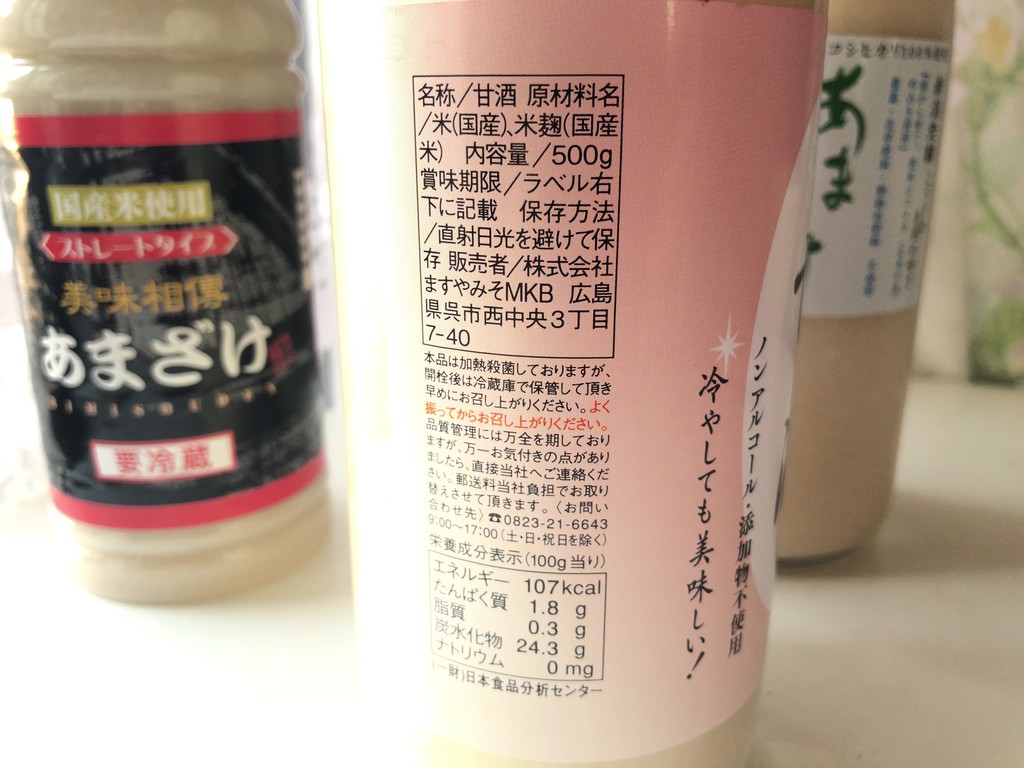 国産米使用
ストレートタイプ
美味相傳
あまざけ
要冷蔵
名称/甘酒 原材料名
/米(国産)、米麹(国産
米) 内容量/500g
賞味期限/ラベル右
下に記載 保存方法
/直射日光を避けて保
存 販売者/株式会社
ますやみそMKB 広島
県呉市西中央3丁目
7-40
本品は加熱殺菌しておりますが、
開栓後は冷蔵庫で保管して頂き
早めにお召し上がりください。よく
振ってからお召し上がりください。
品質管理には万全を期しており
ますが、万一お気付きの点があり
ましたら、直接当社へご連絡くだ
さい。郵送料当社負担でお取り
替えさせて頂きます。〈お問い
合わせ先〉☎0823-21-6643
9:00〜17:00(土・日・祝日を除く)
栄養成分表示(100g当り)
エネルギー 107kcal
たんぱく質 1.8 g
脂質 0.3 g
炭水化物 24.3 g
ナトリウム 0 mg
(一財)日本食品分析センター
ノンアルコール・添加物不使用
冷やしても美味しい!
コシヒカリ100%
あま